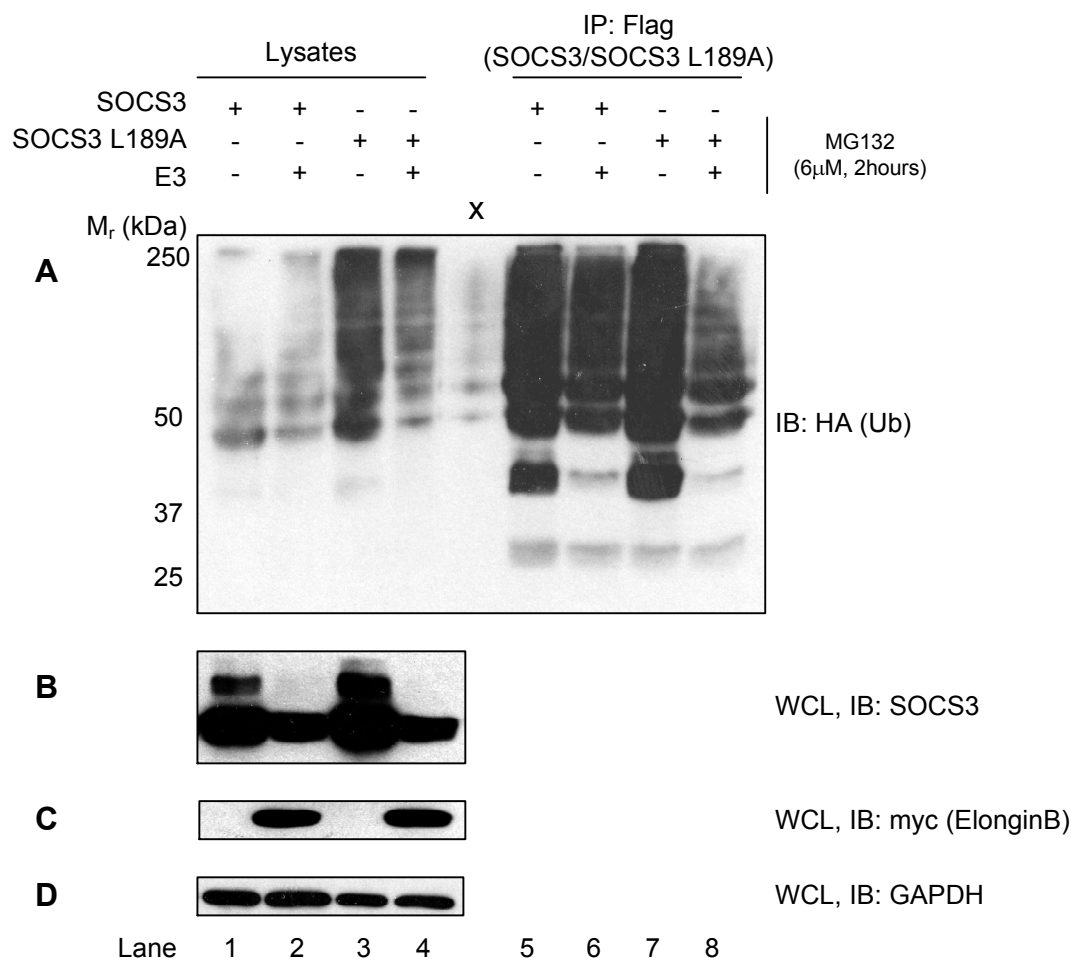 IP: Flag
Lysates (SOCS3/SOCS3 L189A)
SOCS3 + + - - + + - -
SOCS3 L189A - - + + - - + +
E3 - + - + - + - +
MG132
(6μM, 2hours)
x
Mr (kDa)
A
250
50
37
25
IB: HA (Ub)
B WCL, IB: SOCS3
C WCL, IB: myc (ElonginB)
D WCL, IB: GAPDH
Lane 1 2 3 4 5 6 7 8